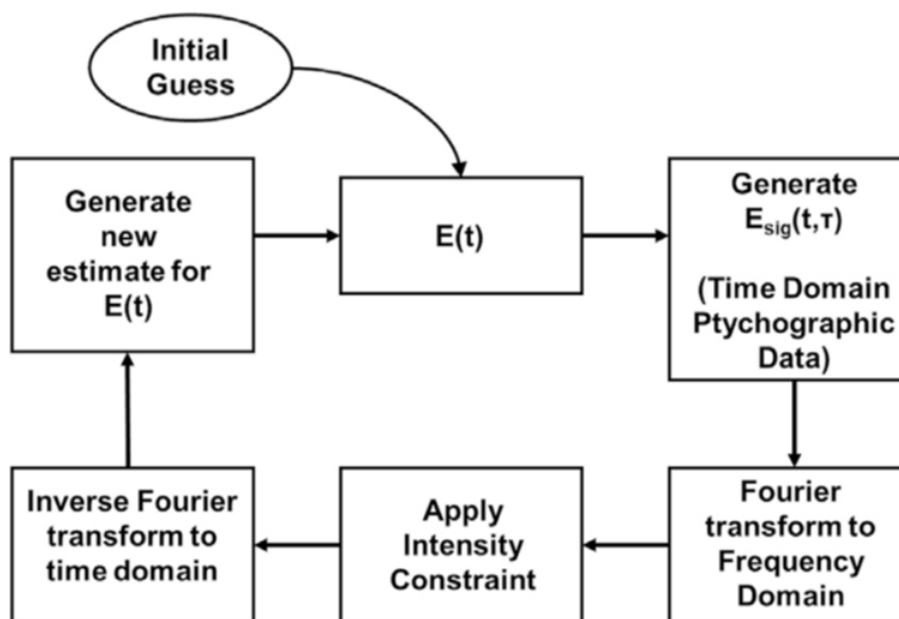 Initial
Guess
Generate
new
estimate for
E(t)
E(t)
Generate
E_sig(t,τ)
(Time Domain
Ptychographic
Data)
Inverse Fourier
transform to
time domain
Apply
Intensity
Constraint
Fourier
transform to
Frequency
Domain